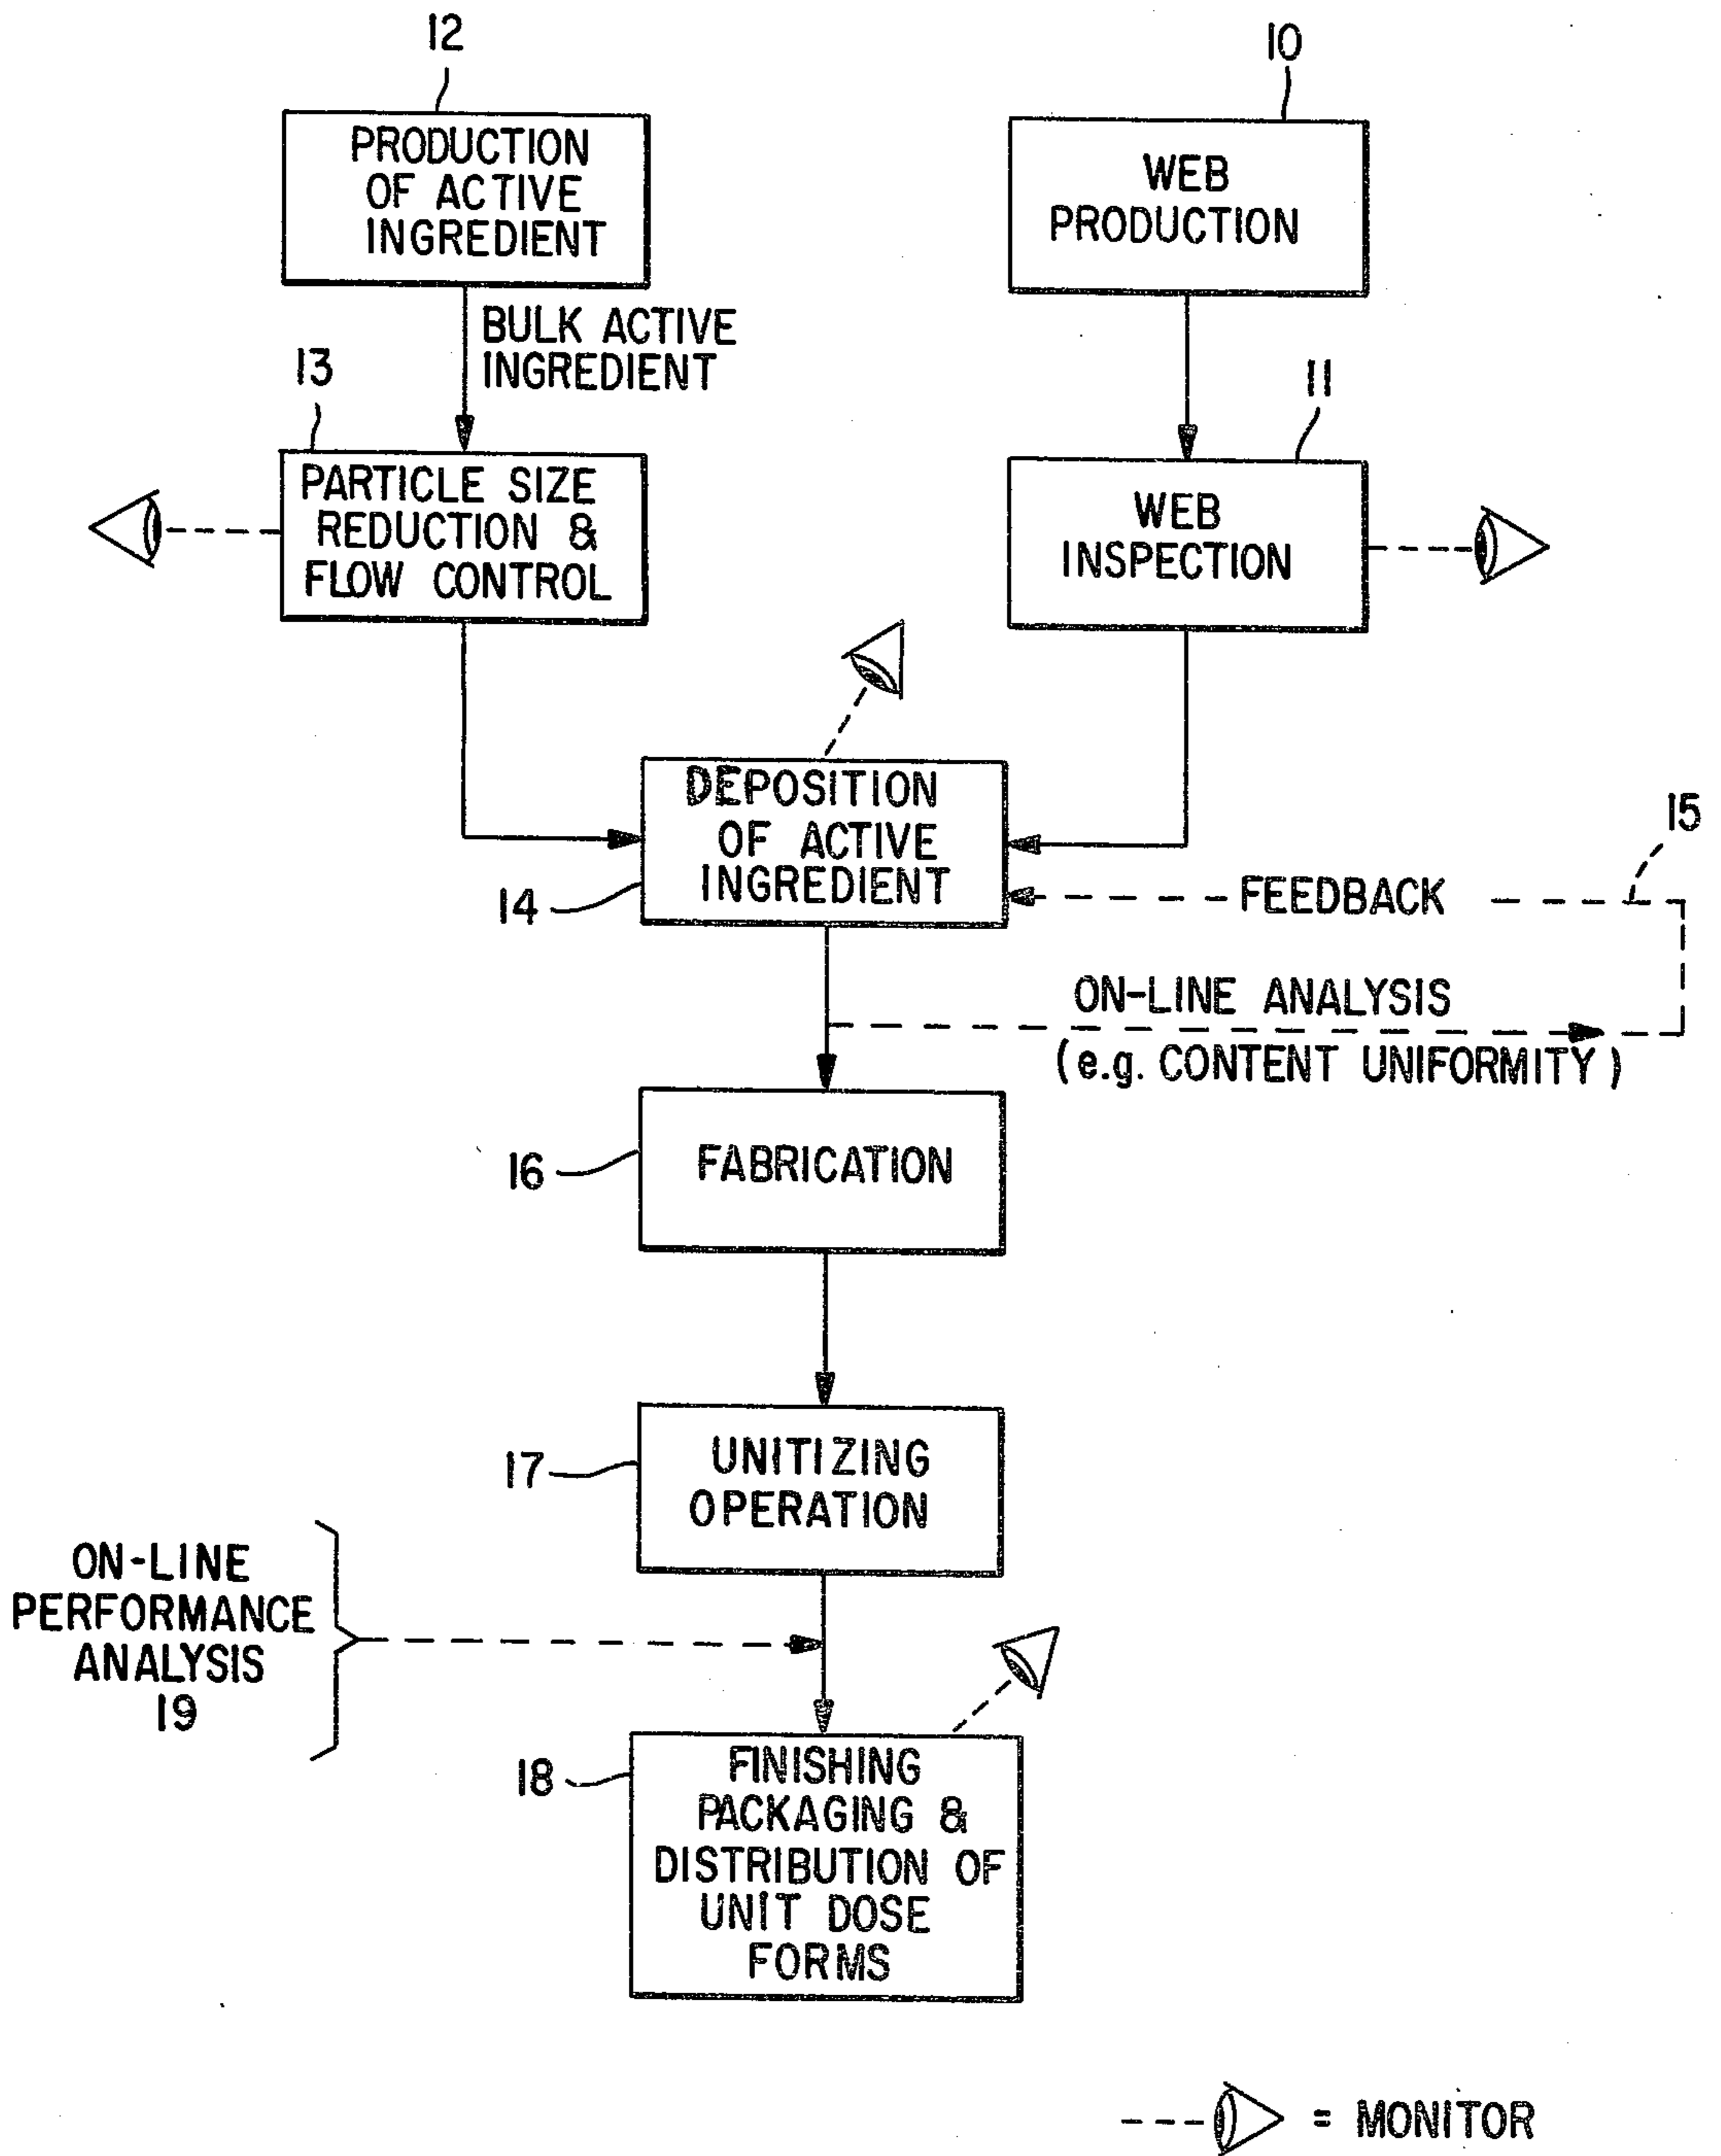 12
PRODUCTION
OF ACTIVE
INGREDIENT
10
WEB
PRODUCTION
BULK ACTIVE
INGREDIENT
13
PARTICLE SIZE
REDUCTION &
FLOW CONTROL
11
WEB
INSPECTION
DEPOSITION
OF ACTIVE
INGREDIENT
14
15
FEEDBACK
ON-LINE ANALYSIS
(e.g. CONTENT UNIFORMITY)
16
FABRICATION
17
UNITIZING
OPERATION
ON-LINE
PERFORMANCE
ANALYSIS
19
18
FINISHING
PACKAGING &
DISTRIBUTION OF
UNIT DOSE
FORMS
= MONITOR